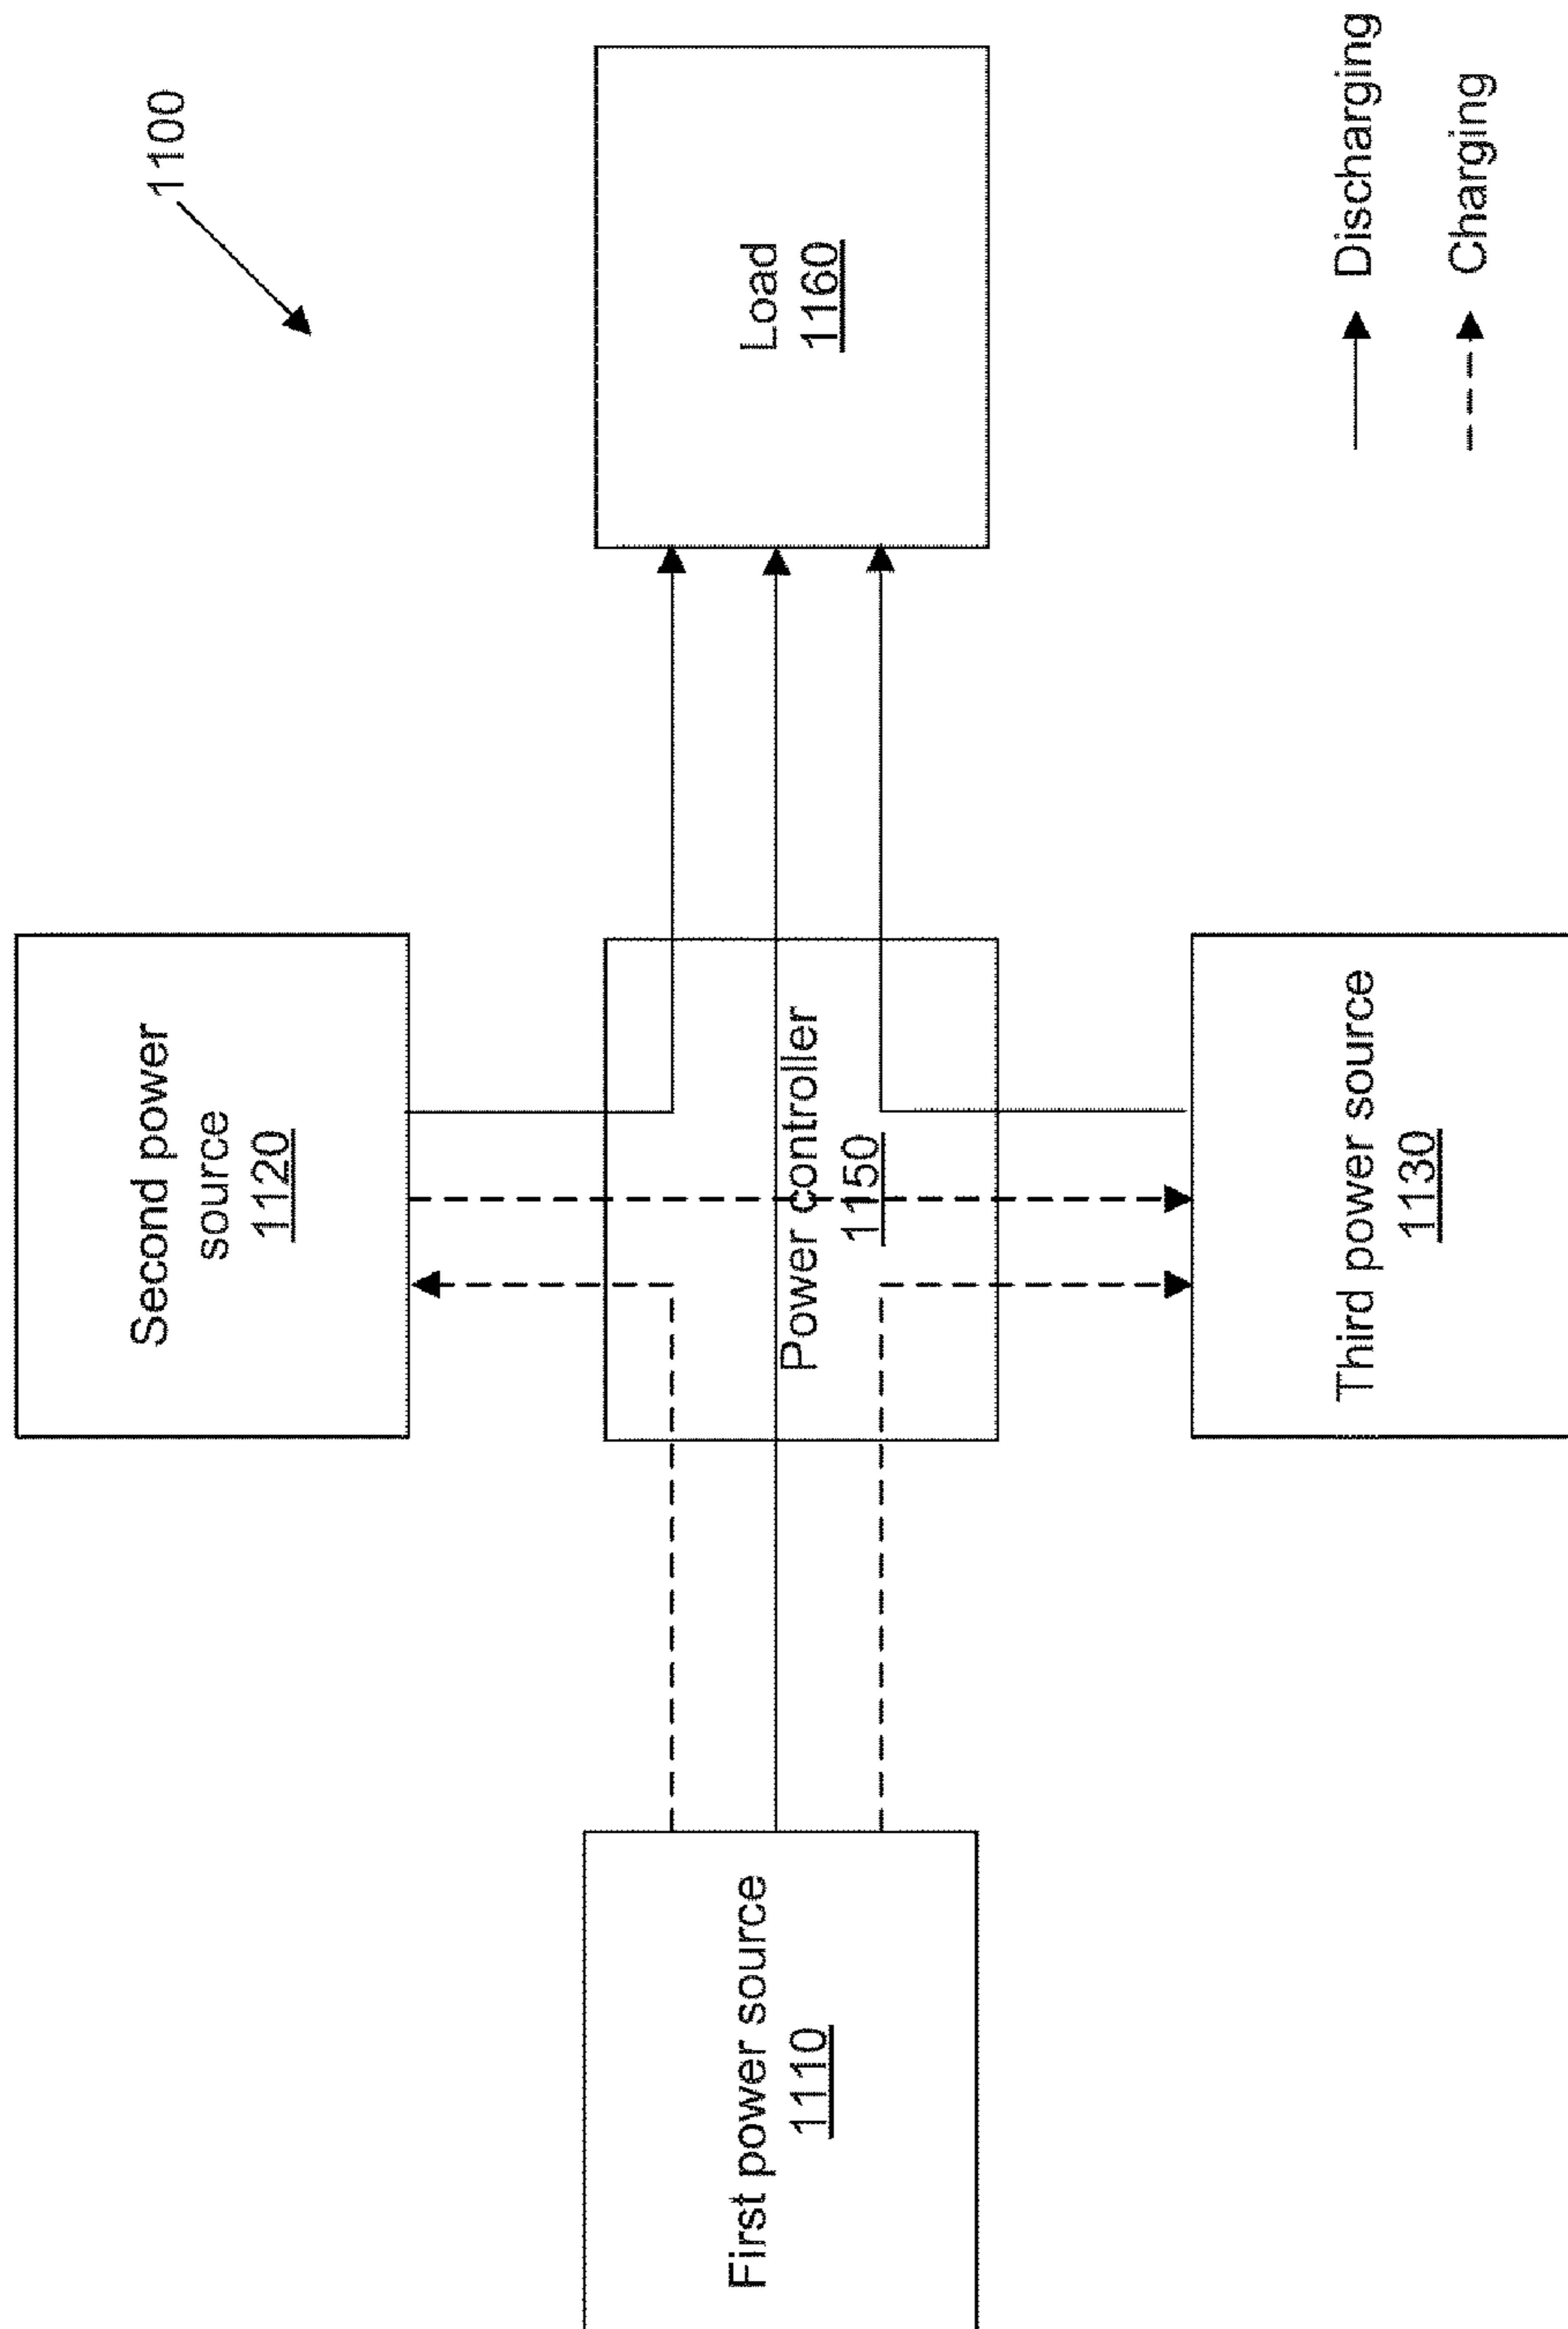 1100
Second power
source
1120
First power source
1110
Power controller
1150
Load
1160
Third power source
1130
Discharging
Charging